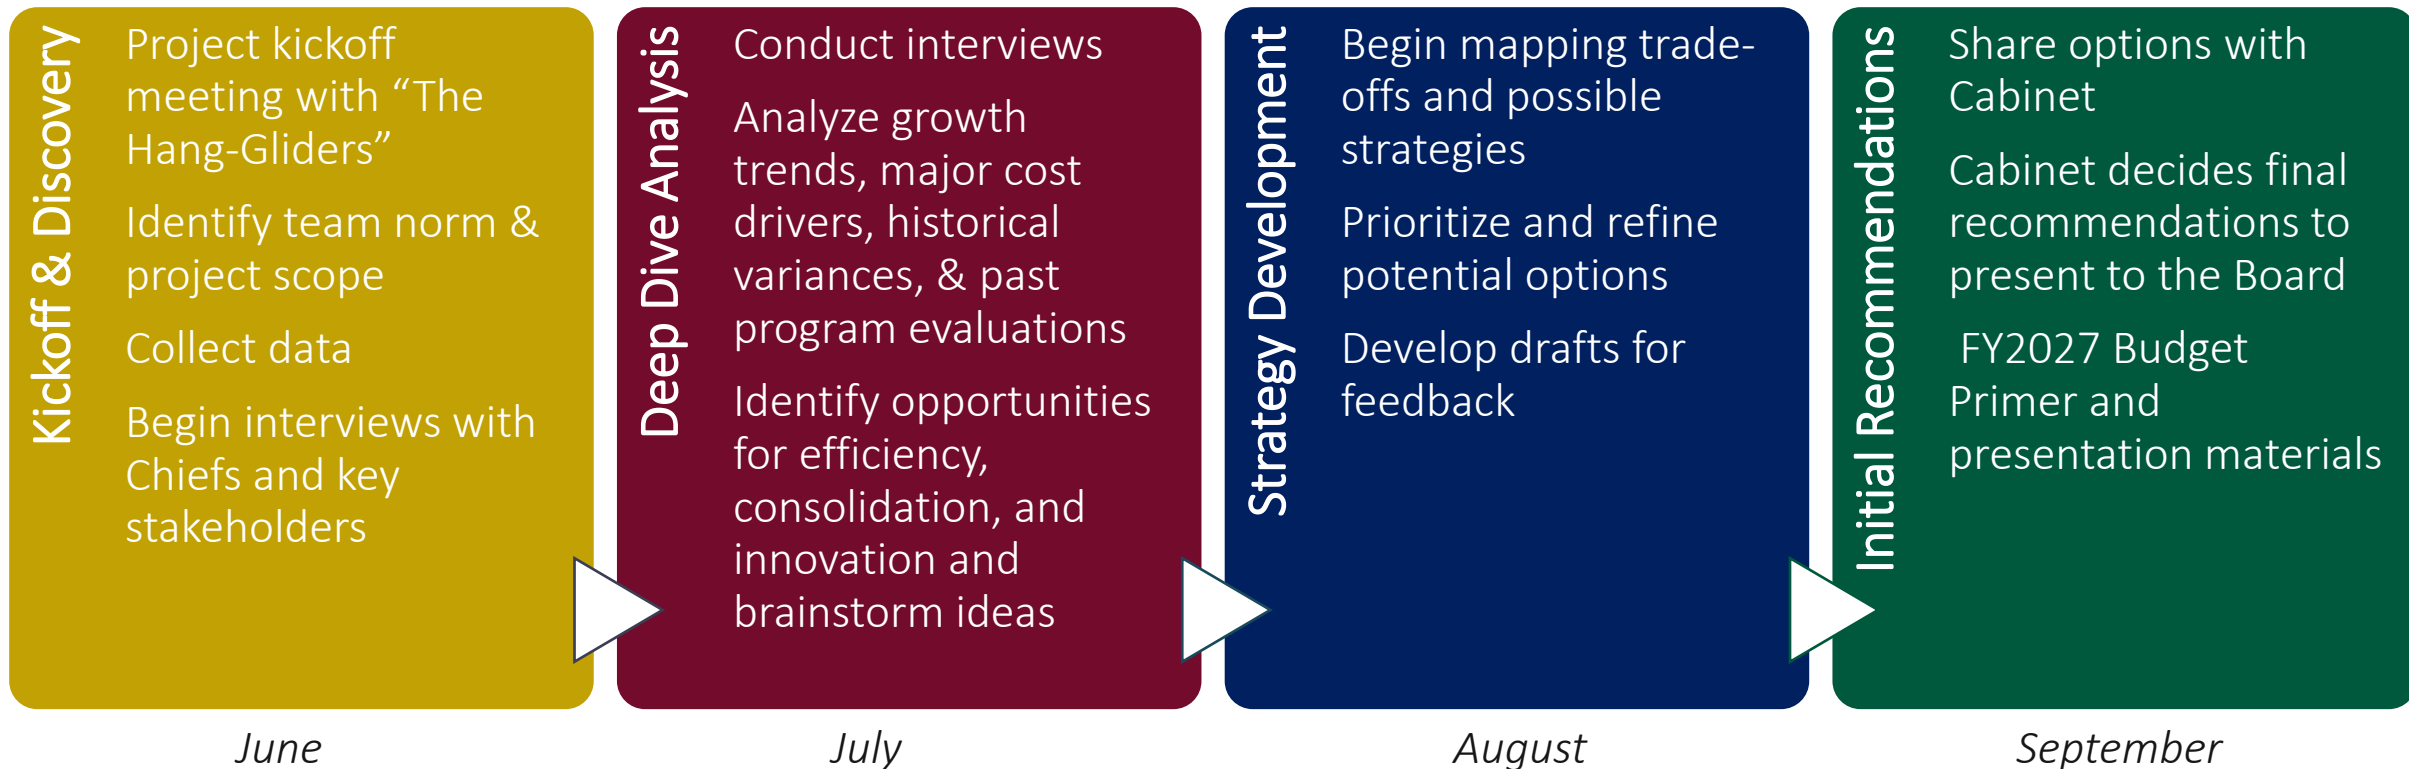 Kickoff & Discovery
Project kickoff
meeting with “The
Hang-Gliders”
Identify team norm &
project scope
Collect data
Begin interviews with
Chiefs and key
stakeholders
June
Deep Dive Analysis
Conduct interviews
Analyze growth
trends, major cost
drivers, historical
variances, & past
program evaluations
Identify opportunities
for efficiency,
consolidation, and
innovation and
brainstorm ideas
July
Strategy Development
Begin mapping trade-
offs and possible
strategies
Prioritize and refine
potential options
Develop drafts for
feedback
August
Initial Recommendations
Share options with
Cabinet
Cabinet decides final
recommendations to
present to the Board
FY2027 Budget
Primer and
presentation materials
September